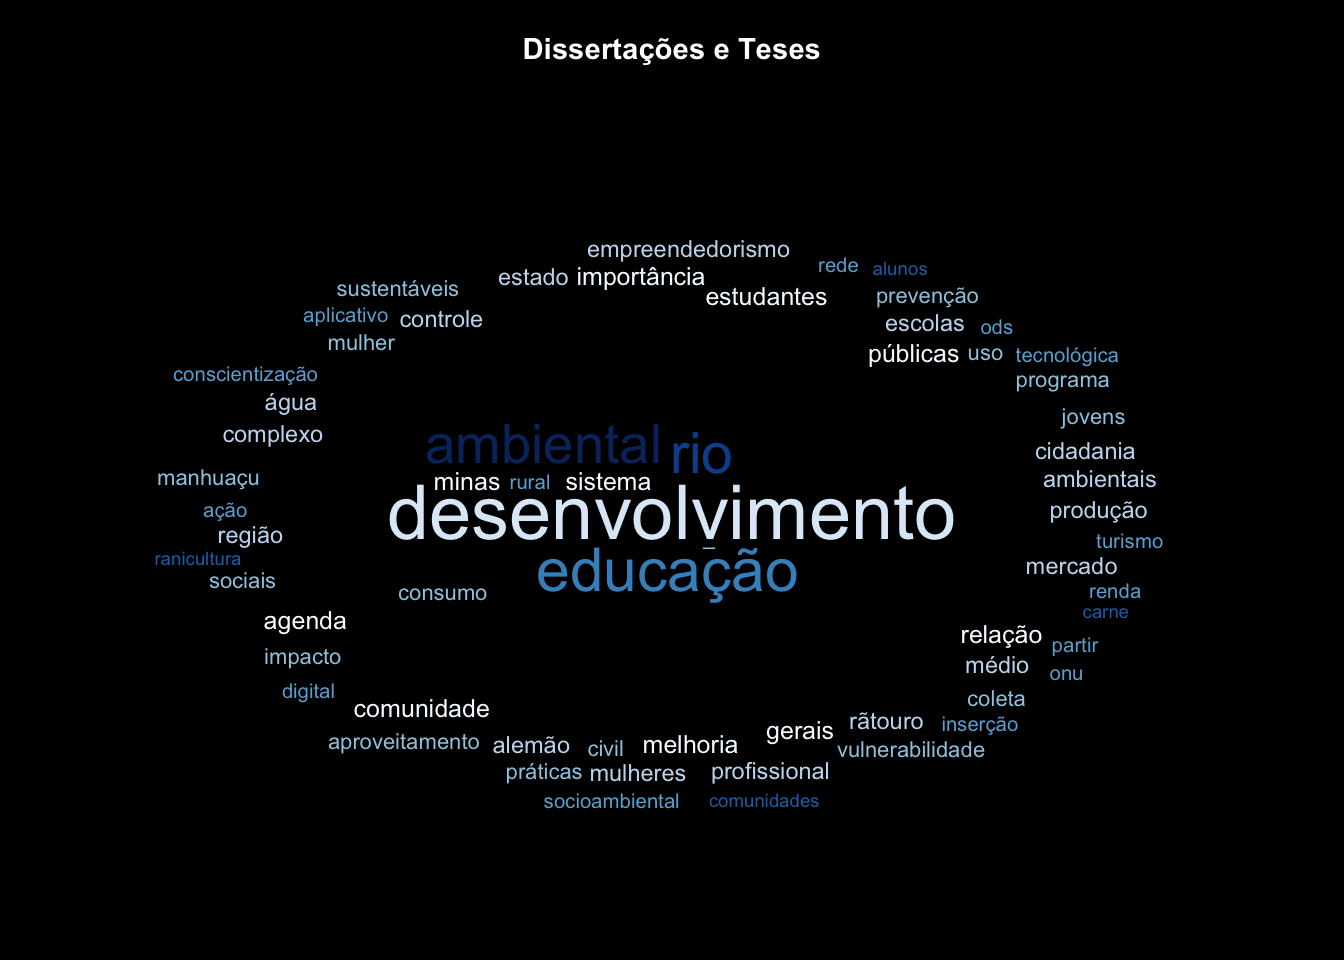 Dissertações e Teses
empreendedorismo
rede
alunos
estado
importância
sustentáveis
estudantes
prevenção
aplicativo
controle
escolas
ods
mulher
públicas
uso
tecnológica
conscientização
programa
água
jovens
complexo
ambiental
rio
cidadania
manhuaçu
minas
rural
sistema
ambientais
ação
desenvolvimento
produção
região
turismo
ranicultura
educação
mercado
sociais
consumo
renda
carne
agenda
relação
partir
impacto
médio
onu
digital
coleta
comunidade
rãtouro
inserção
aproveitamento
alemão
civil
melhoria
gerais
vulnerabilidade
práticas
mulheres
profissional
socioambiental
comunidades